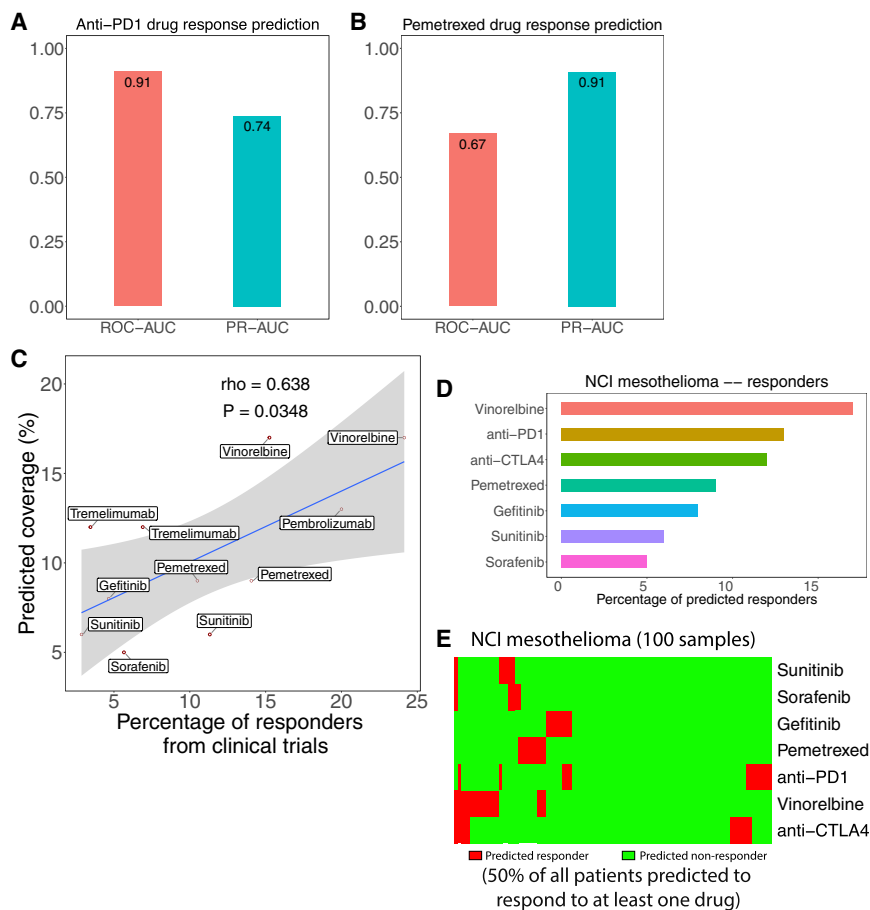 A
Anti−PD1 drug response prediction
1.00
0.75
0.50
0.25
0.00
0.91
0.74
ROC−AUC
PR−AUC
B
Pemetrexed drug response prediction
1.00
0.75
0.50
0.25
0.00
0.67
0.91
ROC−AUC
PR−AUC
C
Predicted coverage (%)
20
15
10
5
rho = 0.638
P = 0.0348
Vinorelbine
Vinorelbine
Tremelimumab
Tremelimumab
Pembrolizumab
Pemetrexed
Pemetrexed
Gefitinib
Sunitinib
Sunitinib
Sorafenib
5
10
15
20
25
Percentage of responders
from clinical trials
D
NCI mesothelioma −− responders
Vinorelbine
anti−PD1
anti−CTLA4
Pemetrexed
Gefitinib
Sunitinib
Sorafenib
0
5
10
15
Percentage of predicted responders
E
NCI mesothelioma (100 samples)
Sunitinib
Sorafenib
Gefitinib
Pemetrexed
anti−PD1
Vinorelbine
anti−CTLA4
Predicted responder
Predicted non-responder
(50% of all patients predicted to
respond to at least one drug)